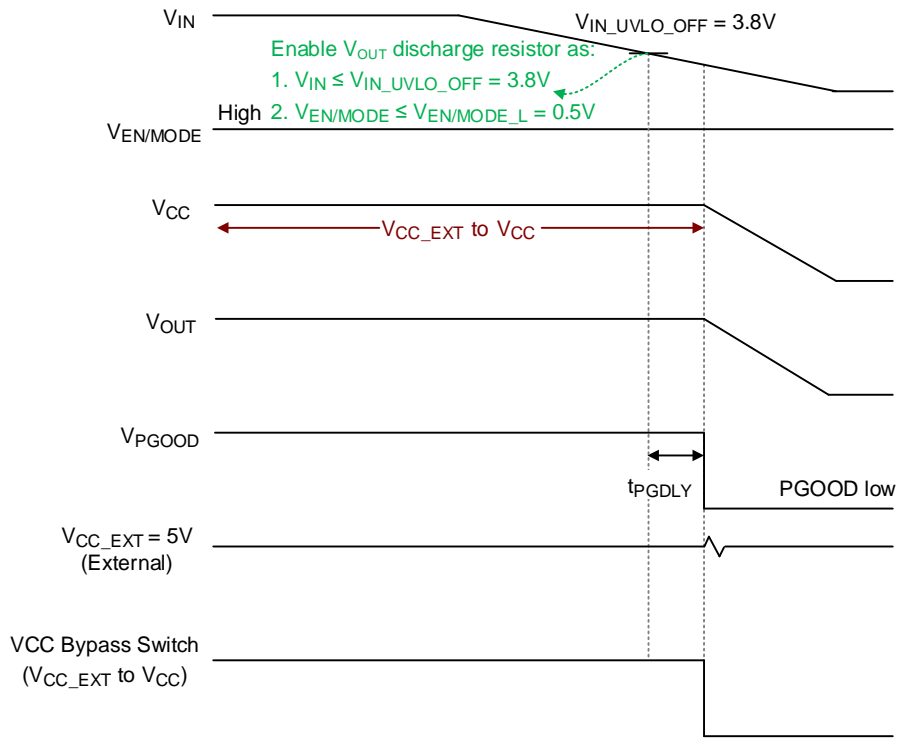 VIN
VIN_UVLO_OFF = 3.8V
Enable VOUT discharge resistor as:
1. VIN ≤ VIN_UVLO_OFF = 3.8V
High
2. VEN/MODE ≤ VEN/MODE_L = 0.5V
VEN/MODE
VCC
VCC_EXT to VCC
VOUT
VPGOOD
tPGDLY
PGOOD low
VCC_EXT = 5V
(External)
VCC Bypass Switch
(VCC_EXT to VCC)